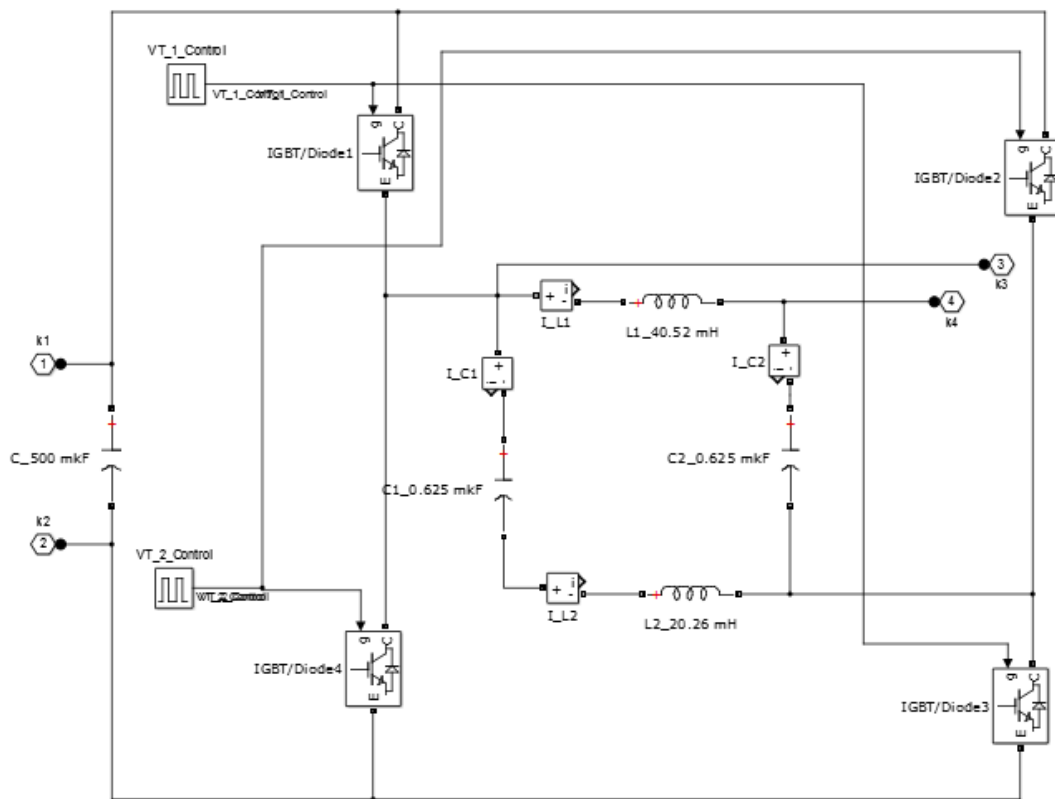 VT_1_Control
g
C
E
IGBT/Diode1
g
C
E
IGBT/Diode2
3
k3
+
i
-
I_L1
+
L1_40.52 mH
4
k4
k1
1
I_C1
+
i
-
I_C2
+
i
-
+
C_500 mkF
+
C1_0.625 mkF
+
C2_0.625 mkF
k2
2
VT_2_Control
+
i
-
I_L2
+
L2_20.26 mH
g
C
E
IGBT/Diode4
g
C
E
IGBT/Diode3